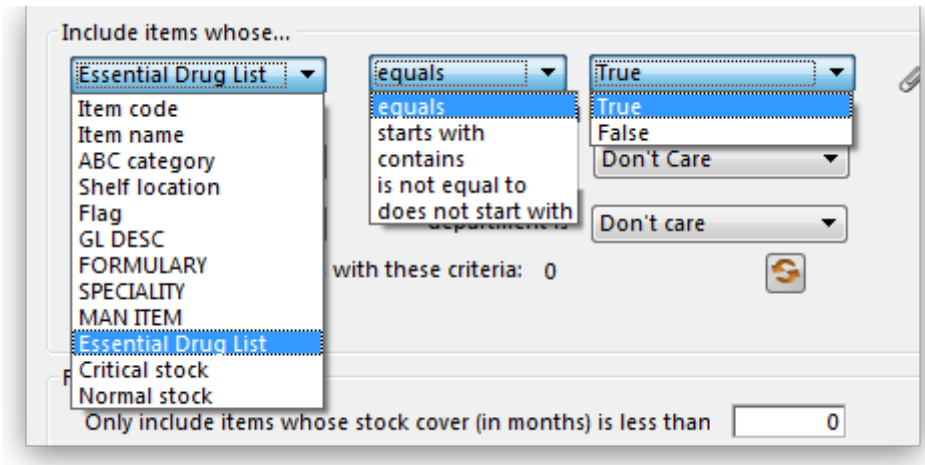 Include items whose...
Essential Drug List equals True
Item code equals True
Item name starts with False
ABC category contains Don't Care
Shelf location is not equal to
Flag does not start with Don't care
GL DESC
FORMULARY with these criteria: 0
SPECIALITY
MAN ITEM
Essential Drug List
Critical stock
Normal stock
Only include items whose stock cover (in months) is less than 0